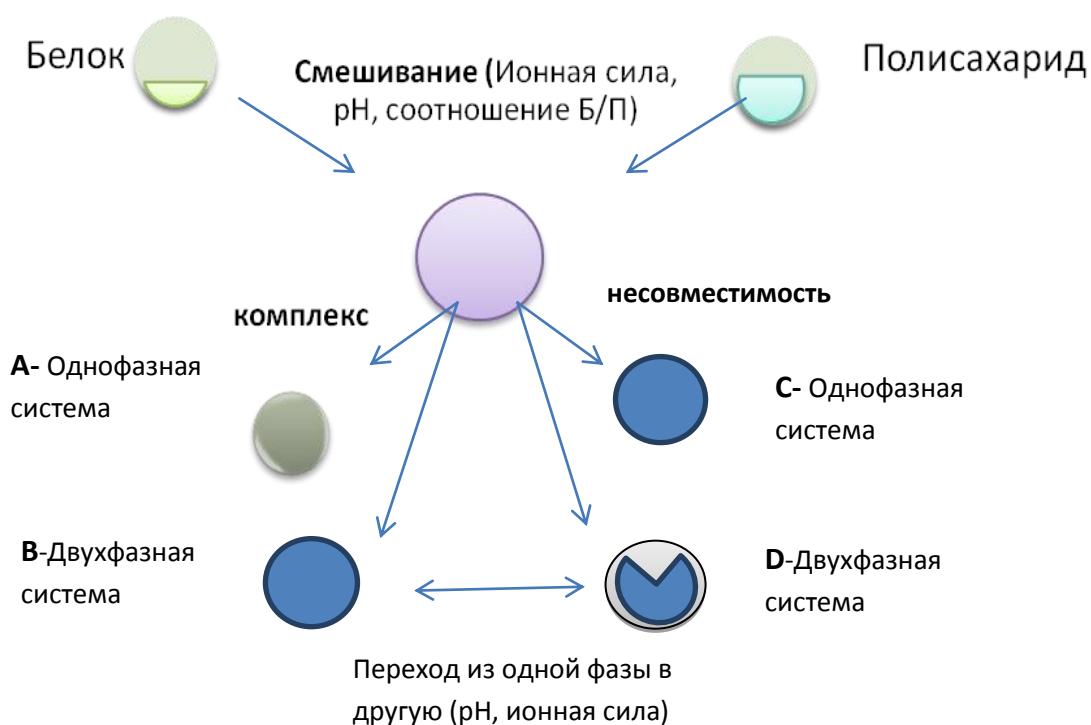 Белок
Полисахарид
Смешивание (Ионная сила,
pH, соотношение Б/П)
комплекс
несовместимость
A- Однофазная
система
C- Однофазная
система
B-Двухфазная
система
D-Двухфазная
система
Переход из одной фазы в
другую (pH, ионная сила)